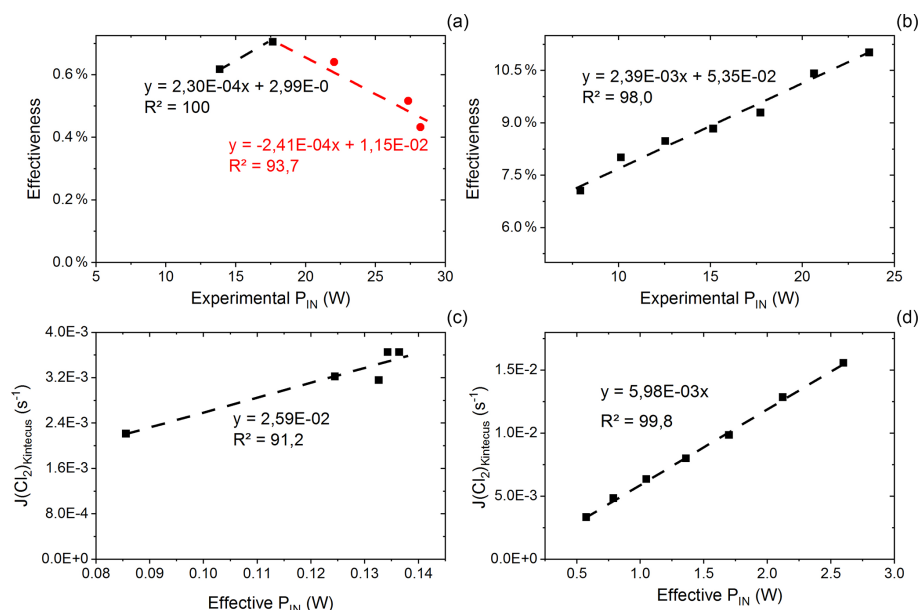 (a)
0.6%
0.4 %
0.2 %
0.0 %
Effectiveness
y = 2,30E-04x + 2,99E-0
R² = 100
y = -2,41E-04x + 1,15E-02
R² = 93,7
5 10 15 20 25 30
Experimental P_IN (W)
(b)
10.5%
9.0%
7.5%
6.0 %
Effectiveness
y = 2,39E-03x + 5,35E-02
R² = 98,0
10 15 20 25
Experimental P_IN (W)
(c)
4.0E-3
3.2E-3
2.4E-3
1.6E-3
8.0E-4
0.0E+0
J(Cl₂)Kintecus (s⁻¹)
y = 2,59E-02
R² = 91,2
0.08 0.09 0.10 0.11 0.12 0.13 0.14
Effective P_IN (W)
(d)
1.5E-2
1.0E-2
5.0E-3
0.0E+0
J(Cl₂)Kintecus (s⁻¹)
y = 5,98E-03x
R² = 99,8
0.5 1.0 1.5 2.0 2.5 3.0
Effective P_IN (W)